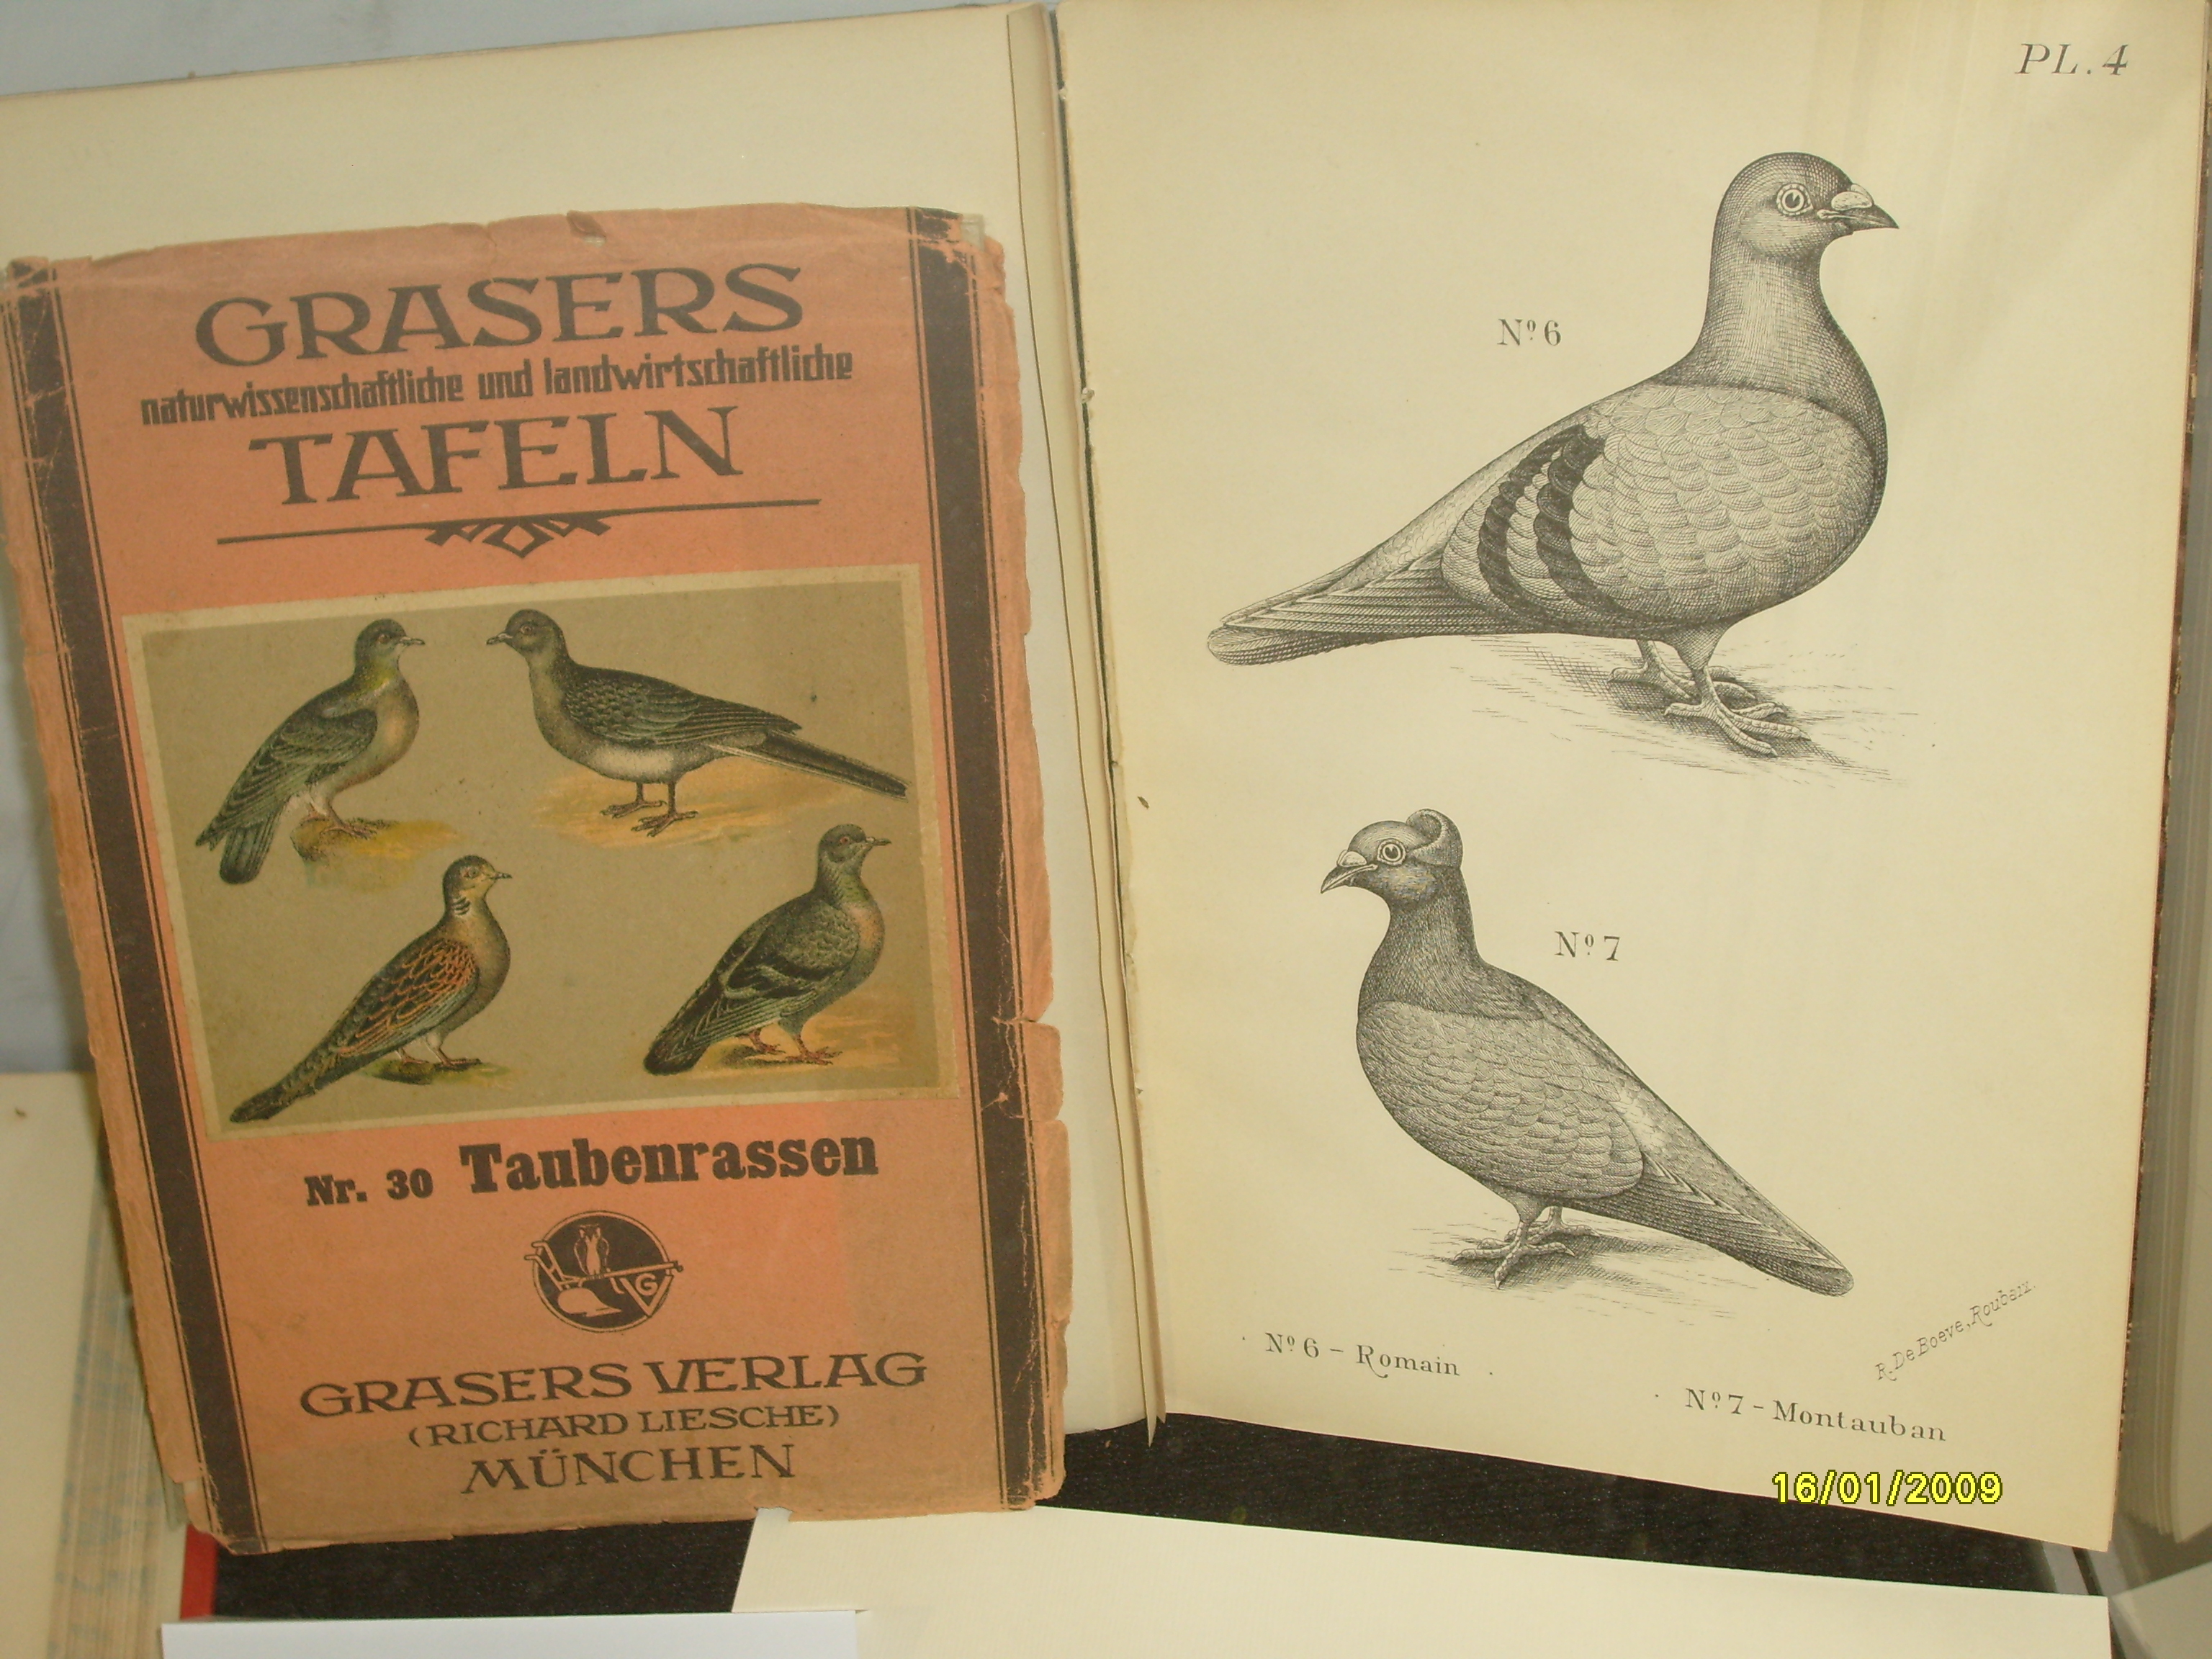 GRASERS
naturwissenschaftliche und landwirtschaftliche
TAFELN
Nr. 30 Taubenrassen
VG
GRASERS VERLAG
(RICHARD LIESCHE)
MÜNCHEN
PL. 4
Nº 6
Nº 7
Nº 6 - Romain
R. De Boeve, Roubaix.
Nº 7 - Montauban
16/01/2009